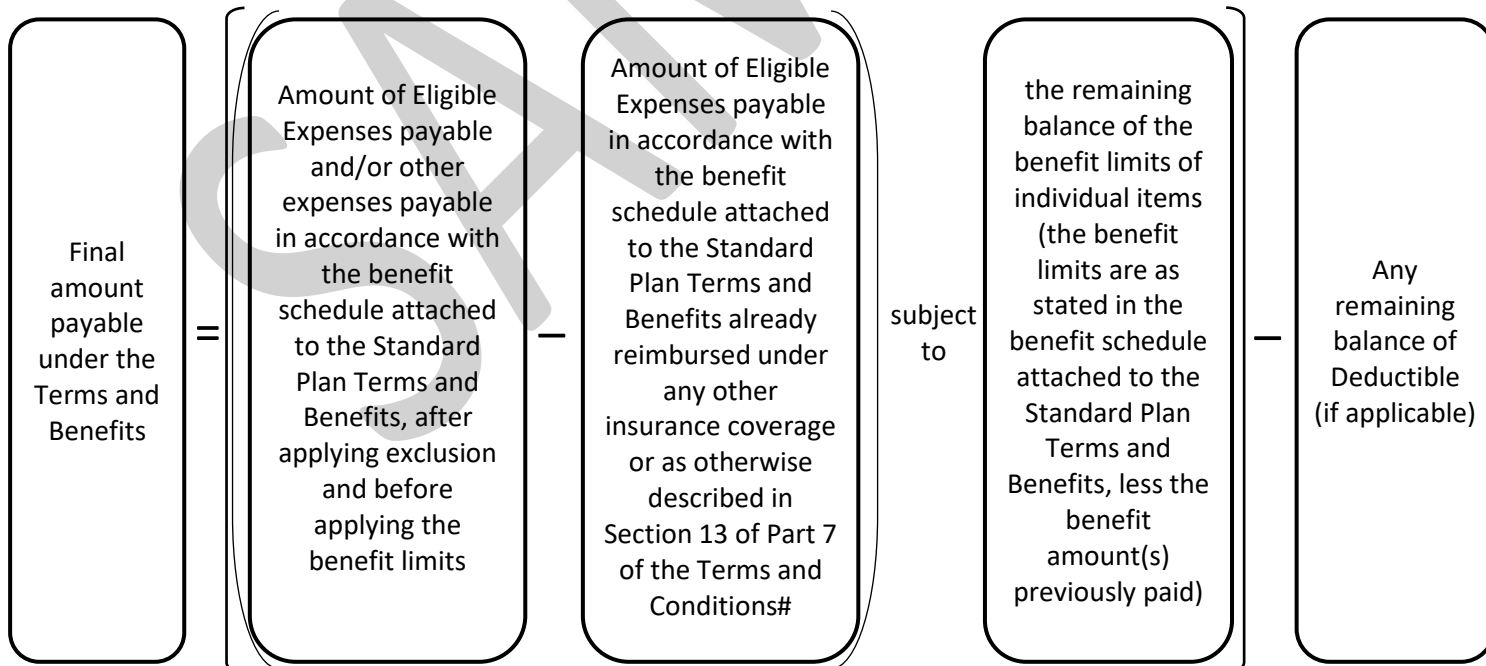 Final
amount
payable
under the
Terms and
Benefits
=
Amount of Eligible
Expenses payable
and/or other
expenses payable
in accordance with
the benefit
schedule attached
to the Standard
Plan Terms and
Benefits, after
applying exclusion
and before
applying the
benefit limits
–
Amount of Eligible
Expenses payable
in accordance with
the benefit
schedule attached
to the Standard
Plan Terms and
Benefits already
reimbursed under
any other
insurance coverage
or as otherwise
described in
Section 13 of Part 7
of the Terms and
Conditions#
subject
to
the remaining
balance of the
benefit limits of
individual items
(the benefit
limits are as
stated in the
benefit schedule
attached to the
Standard Plan
Terms and
Benefits, less the
benefit
amount(s)
previously paid)
–
Any
remaining
balance of
Deductible
(if applicable)